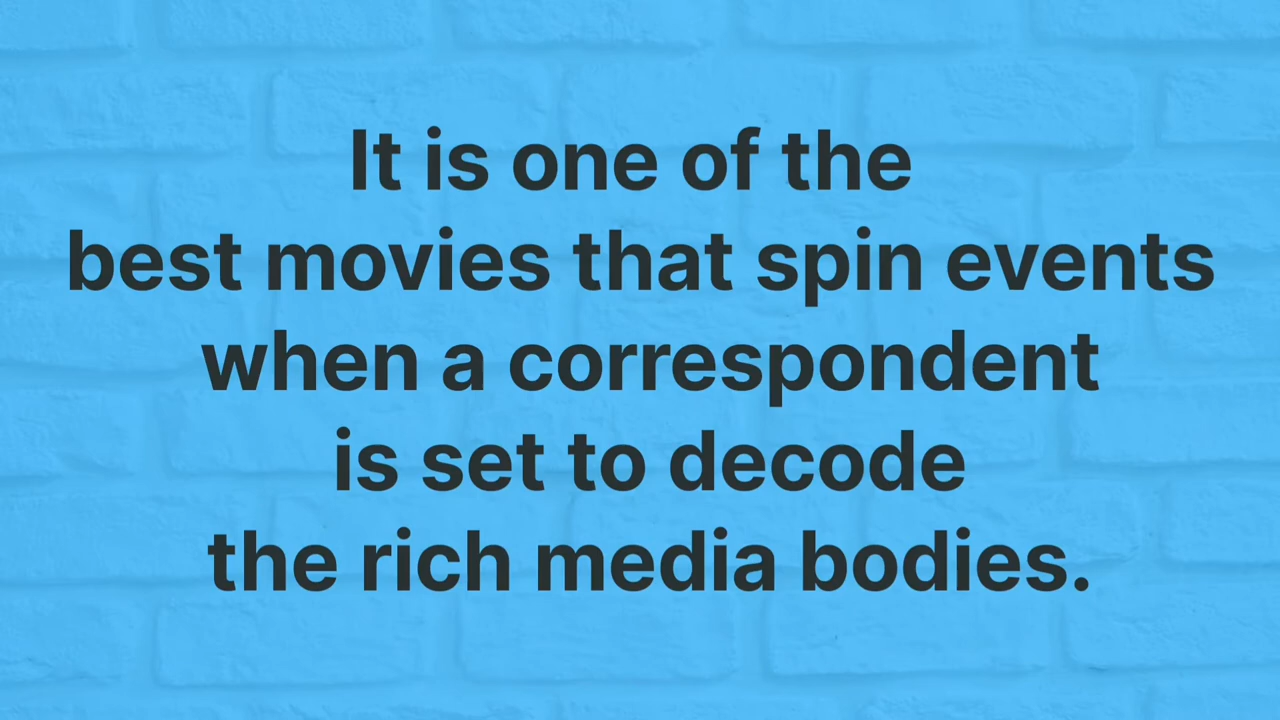 It is one of the
best movies that spin events
when a correspondent
is set to decode
the rich media bodies.